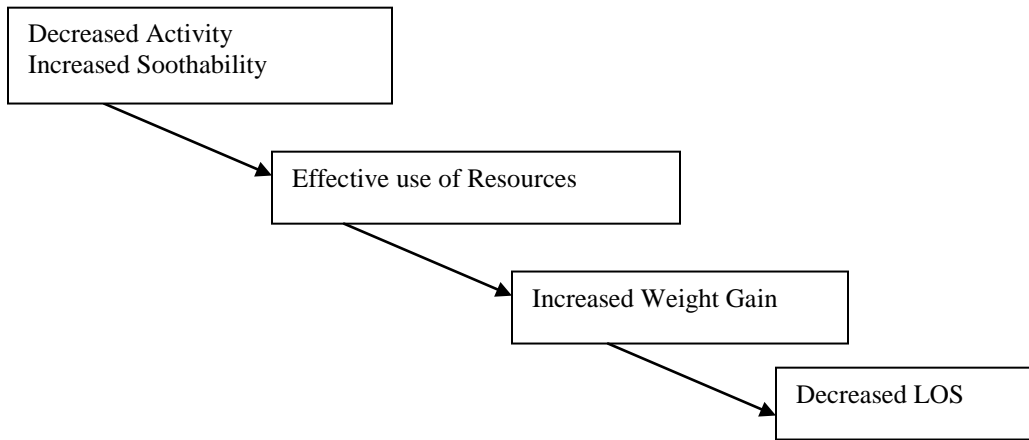 Decreased Activity
Increased Soothability
Effective use of Resources
Increased Weight Gain
Decreased LOS